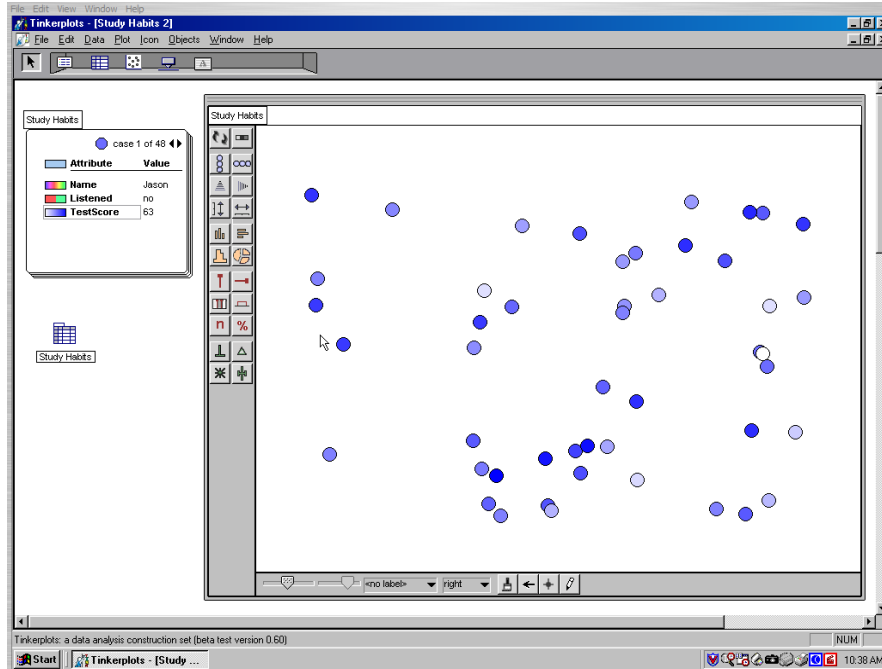 File Edit View Window Help
Tinkerplots - [Study Habits 2]
File Edit Data Plot Icon Objects Window Help
A
Study Habits
Study Habits
case 1 of 48
Attribute Value
Name Jason
Listened no
TestScore 63
n %
Study Habits
<no label> right
Tinkerplots: a data analysis construction set (beta test version 0.60)
NUM
Start
Tinkerplots - [Study ...
10:38 AM